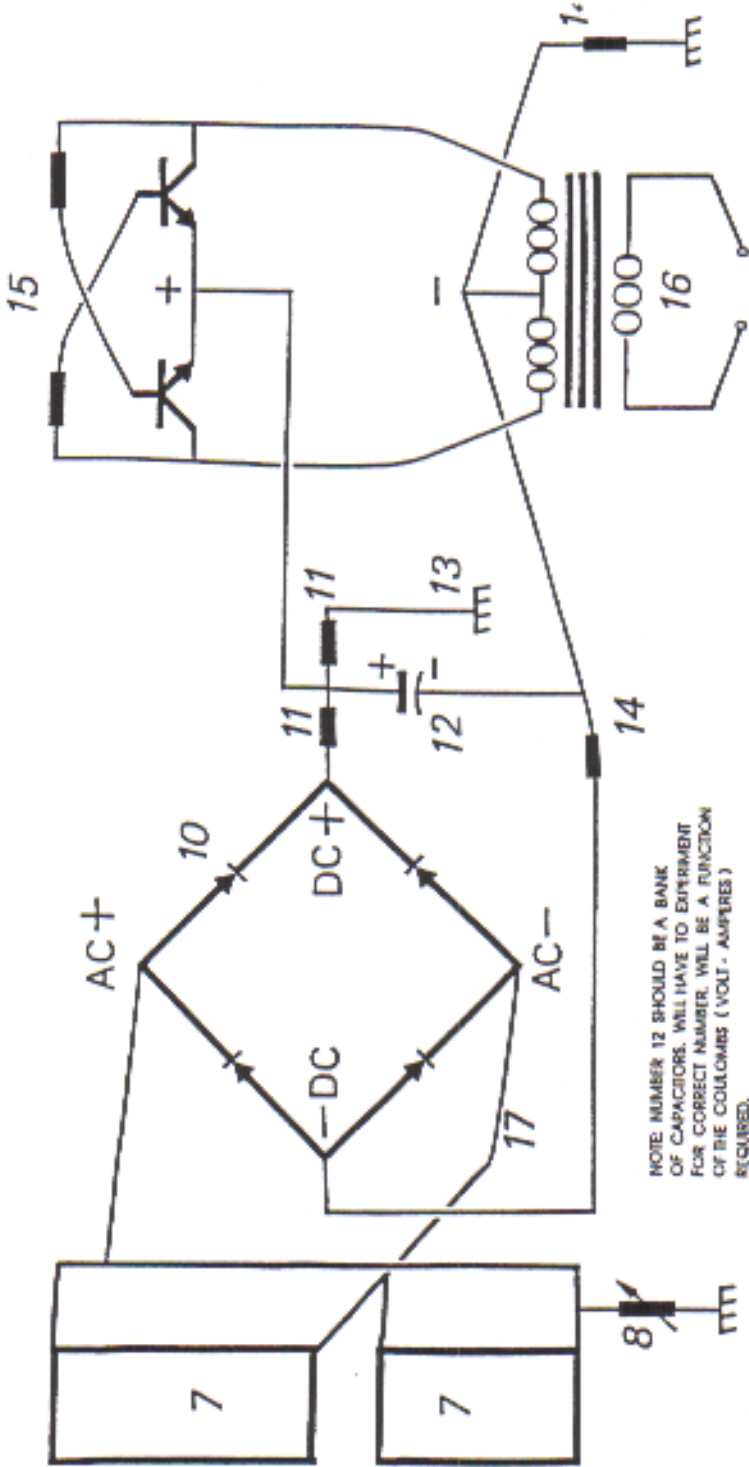 7
7
8
AC+
10
-DC
DC+
AC-
17
11
11
12
+
-
13
14
15
+
-
16
NOTE: NUMBER 12 SHOULD BE A BANK
OF CAPACITORS. WILL HAVE TO EXPERIMENT
FOR CORRECT NUMBER. WILL BE A FUNCTION
OF THE COULOMBS ( VOLT - AMPERES )
REQUIRED.